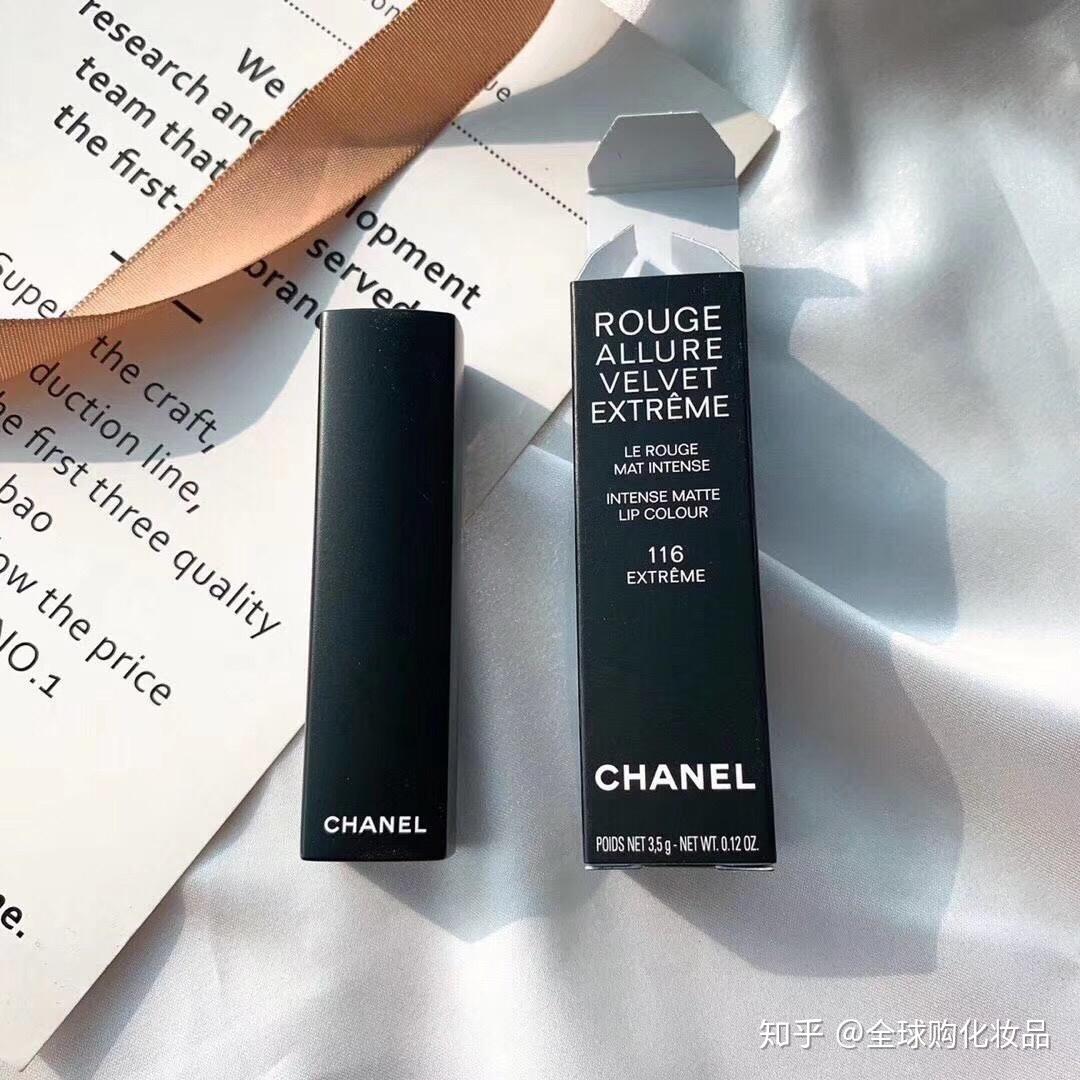 We
research and
team that
the first-
lopment
served
brand
Super
the craft,
duction line,
he first three quality
bao
ow the price
NO.1
ne.
ROUGE
ALLURE
VELVET
EXTRÊME
LE ROUGE
MAT INTENSE
INTENSE MATTE
LIP COLOUR
116
EXTRÊME
CHANEL
POIDS NET 3,5 g - NET WT. 0.12 OZ.
CHANEL
知乎 @全球购化妆品